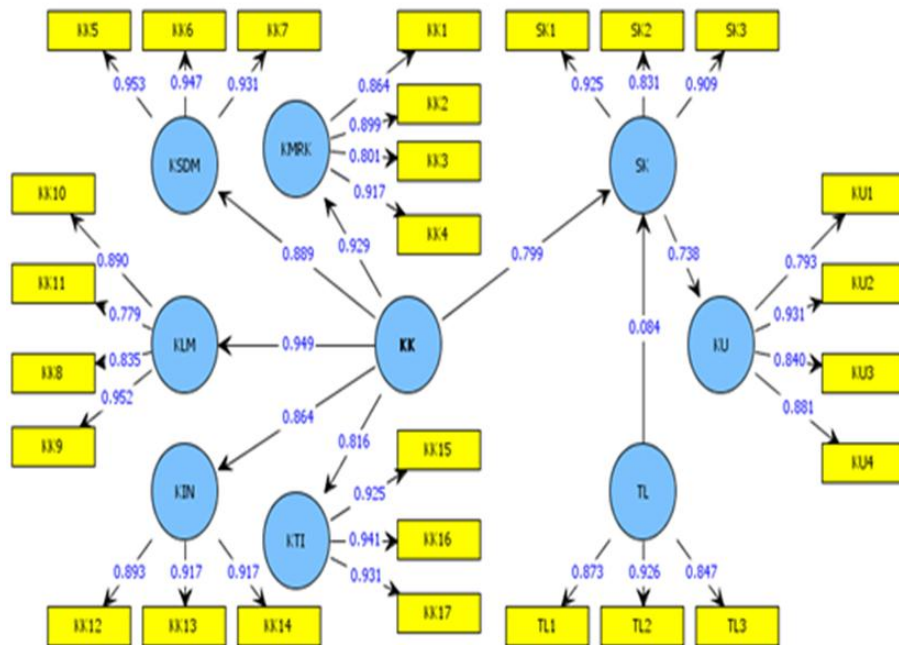 KK5 KK6 KK7 KK1 SK1 SK2 SK3
0.953 0.947 0.931 0.864 0.925 0.831 0.909
KK2
0.899
KSDM KMRK KK3 SK
0.801
KK10 0.917 KU1
KK4
0.890 0.889 0.929 0.799 0.738 0.793
KK11 KU2
0.779 0.931
KLM 0.949 KK 0.084 KU
KK8 0.835 0.840 KU3
0.952 0.864 0.881
KK9 0.816 KK15 KU4
KIN 0.925 TL
KTI 0.941 KK16
0.893 0.917 0.917 0.931 0.873 0.926 0.847
KK12 KK13 KK14 KK17 TL1 TL2 TL3